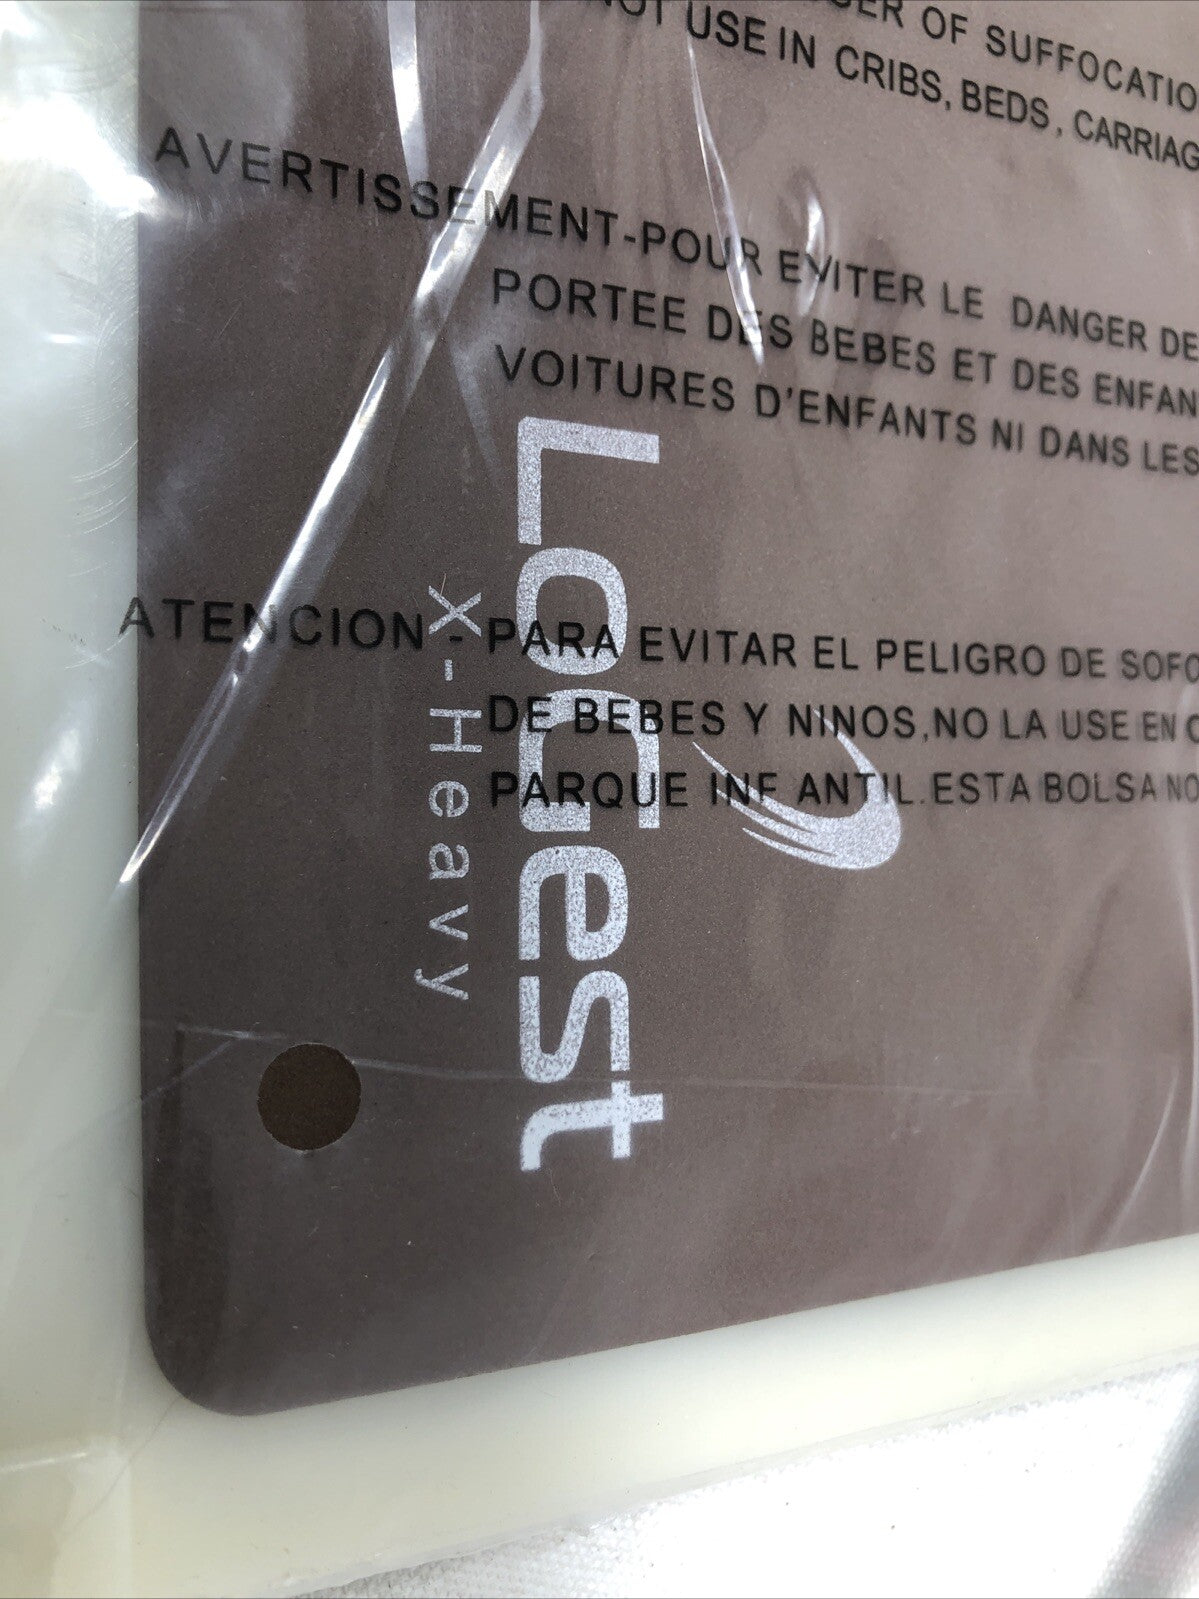 OF SUFFOCATIO
NOT USE IN CRIBS, BEDS, CARRIAG
AVERTISSEMENT-POUR EVITER LE DANGER DE
PORTEE DES BEBES ET DES ENFAN
VOITURES D'ENFANTS NI DANS LES
ATENCION - PARA EVITAR EL PELIGRO DE SOFO
DE BEBES Y NINOS,NO LA USE EN C
PARQUE INF ANTIL.ESTA BOLSA NO
LoGest
X-Heavy